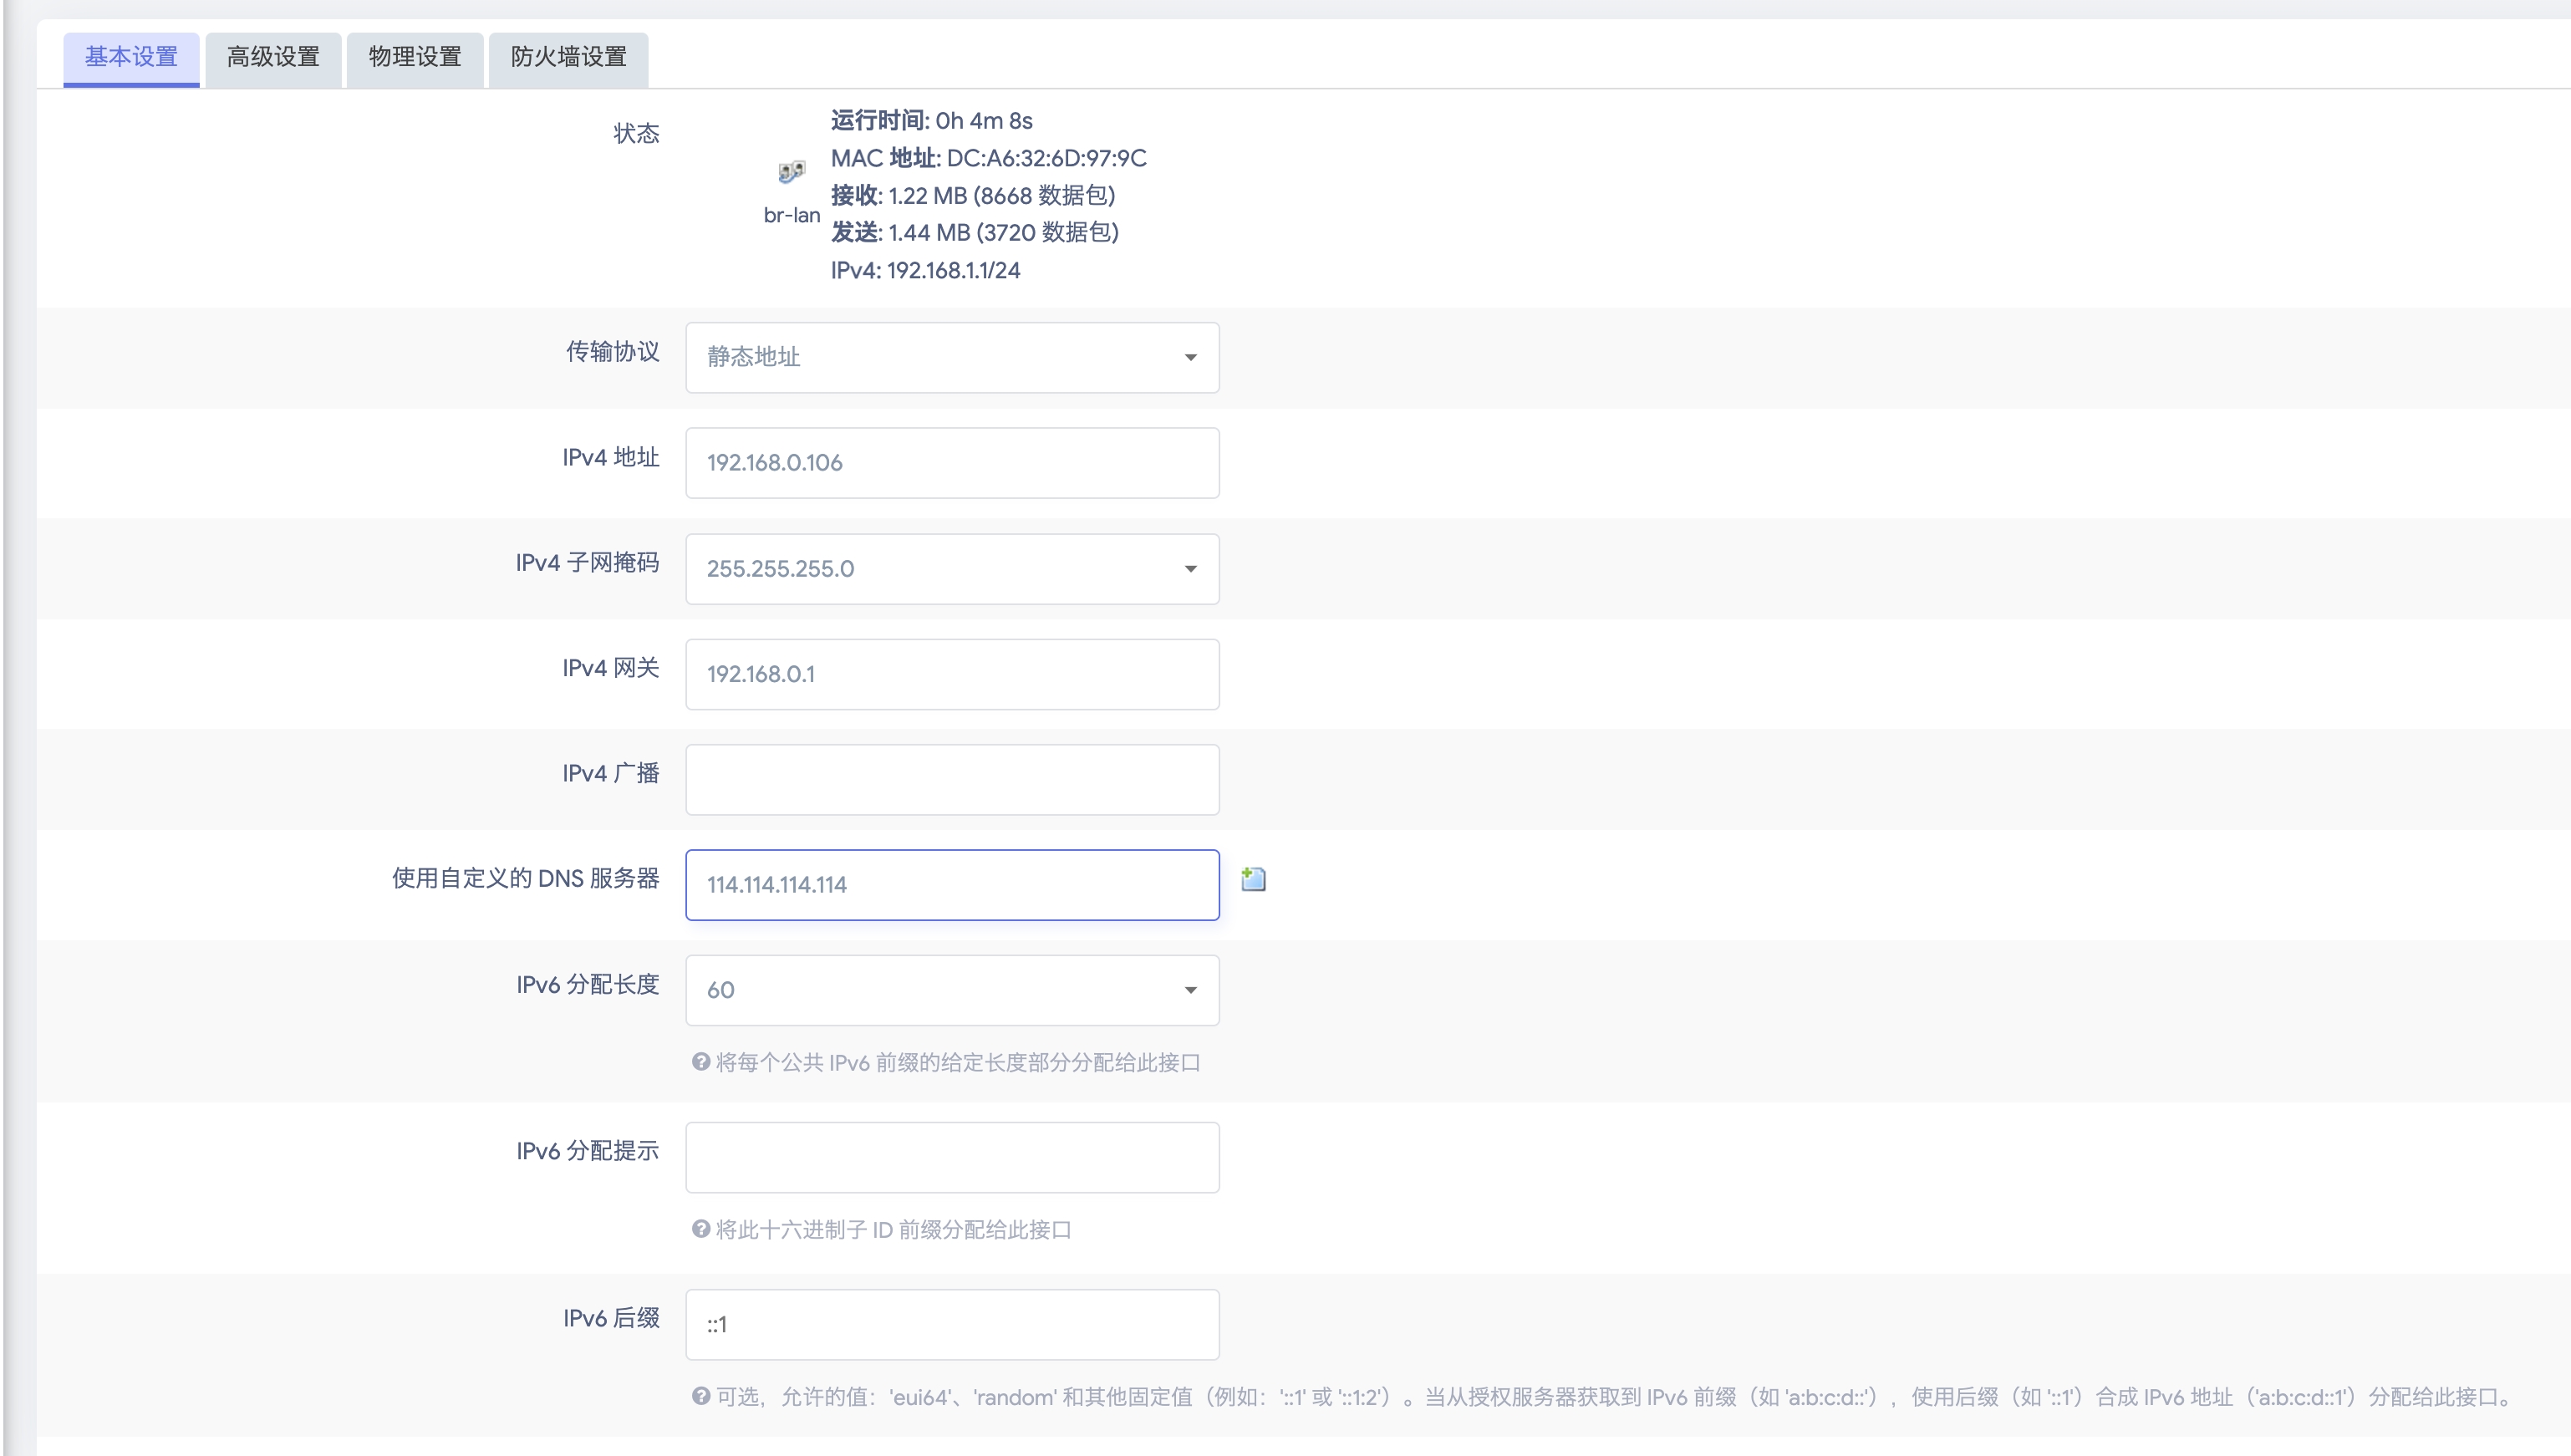 基本设置 高级设置 物理设置 防火墙设置
状态
br-lan
运行时间: 0h 4m 8s
MAC 地址: DC:A6:32:6D:97:9C
接收: 1.22 MB (8668 数据包)
发送: 1.44 MB (3720 数据包)
IPv4: 192.168.1.1/24
传输协议 静态地址
IPv4 地址 192.168.0.106
IPv4 子网掩码 255.255.255.0
IPv4 网关 192.168.0.1
IPv4 广播
使用自定义的 DNS 服务器 114.114.114.114
IPv6 分配长度 60
将每个公共 IPv6 前缀的给定长度部分分配给此接口
IPv6 分配提示
将此十六进制子 ID 前缀分配给此接口
IPv6 后缀 ::1
可选，允许的值：'eui64'、'random' 和其他固定值（例如：'::1' 或 '::1:2'）。当从授权服务器获取到 IPv6 前缀（如 'a:b:c:d::'），使用后缀（如 '::1'）合成 IPv6 地址（'a:b:c:d::1'）分配给此接口。